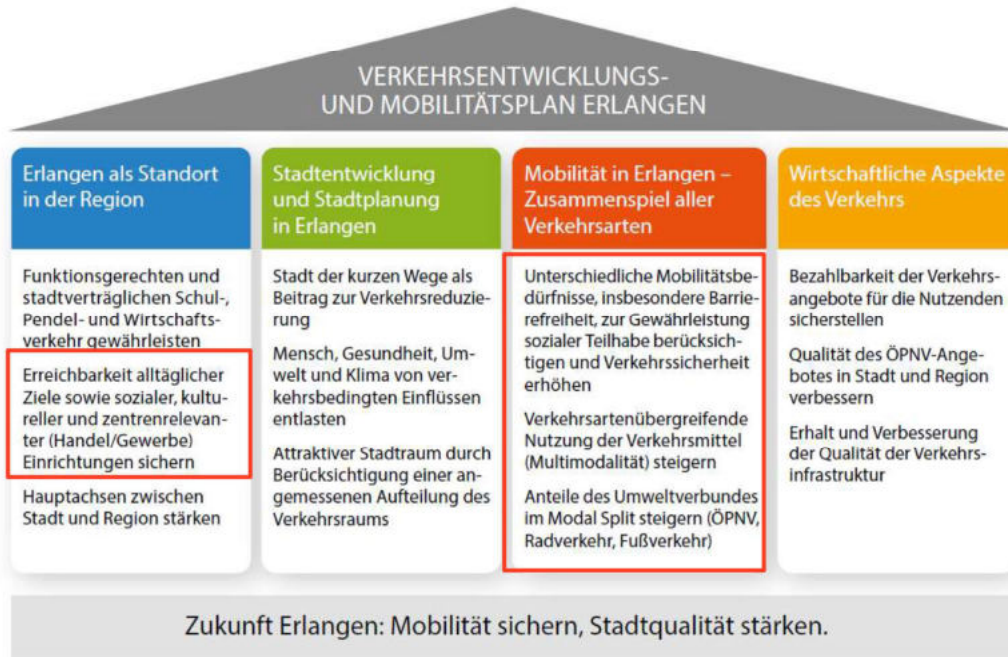 VERKEHRSENTWICKLUNGS-
UND MOBILITÄTSPLAN ERLANGEN
Erlangen als Standort
in der Region
Funktionsgerechten und
stadtverträglichen Schul-,
Pendel- und Wirtschafts-
verkehr gewährleisten
Erreichbarkeit alltäglicher
Ziele sowie sozialer, kultu-
reller und zentrenrelevan-
ter (Handel/Gewerbe)
Einrichtungen sichern
Hauptachsen zwischen
Stadt und Region stärken
Stadtentwicklung
und Stadtplanung
in Erlangen
Stadt der kurzen Wege als
Beitrag zur Verkehrsreduzie-
rung
Mensch, Gesundheit, Um-
welt und Klima von ver-
kehrsbedingten Einflüssen
entlasten
Attraktiver Stadtraum durch
Berücksichtigung einer an-
gemessenen Aufteilung des
Verkehrsraums
Mobilität in Erlangen –
Zusammenspiel aller
Verkehrsarten
Unterschiedliche Mobilitätsbe-
dürfnisse, insbesondere Barrie-
refreiheit, zur Gewährleistung
sozialer Teilhabe berücksich-
tigen und Verkehrssicherheit
erhöhen
Verkehrsartenübergreifende
Nutzung der Verkehrsmittel
(Multimodalität) steigern
Anteile des Umweltverbundes
im Modal Split steigern (ÖPNV,
Radverkehr, Fußverkehr)
Wirtschaftliche Aspekte
des Verkehrs
Bezahlbarkeit der Verkehrs-
angebote für die Nutzenden
sicherstellen
Qualität des ÖPNV-Ange-
botes in Stadt und Region
verbessern
Erhalt und Verbesserung
der Qualität der Verkehrs-
infrastruktur
Zukunft Erlangen: Mobilität sichern, Stadtqualität stärken.